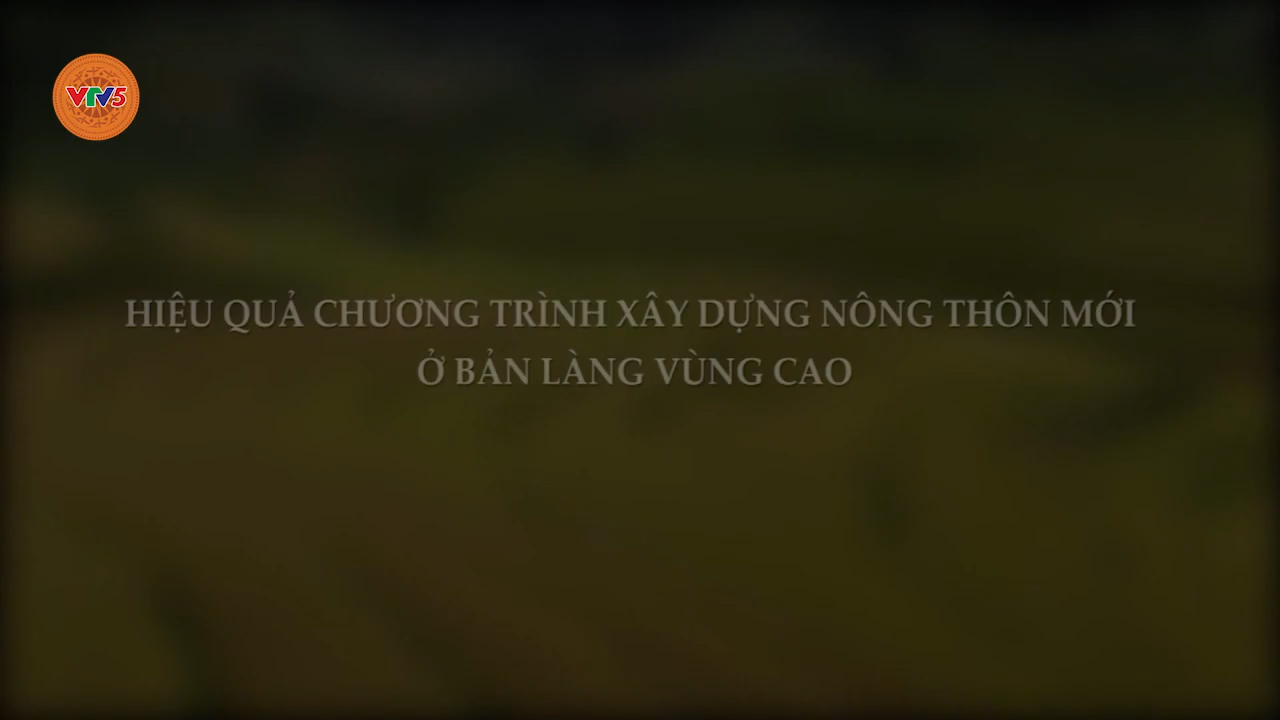 VTV5
HIỆU QUẢ CHƯƠNG TRÌNH XÂY DỰNG NÔNG THÔN MỚI
Ở BẢN LÀNG VÙNG CAO